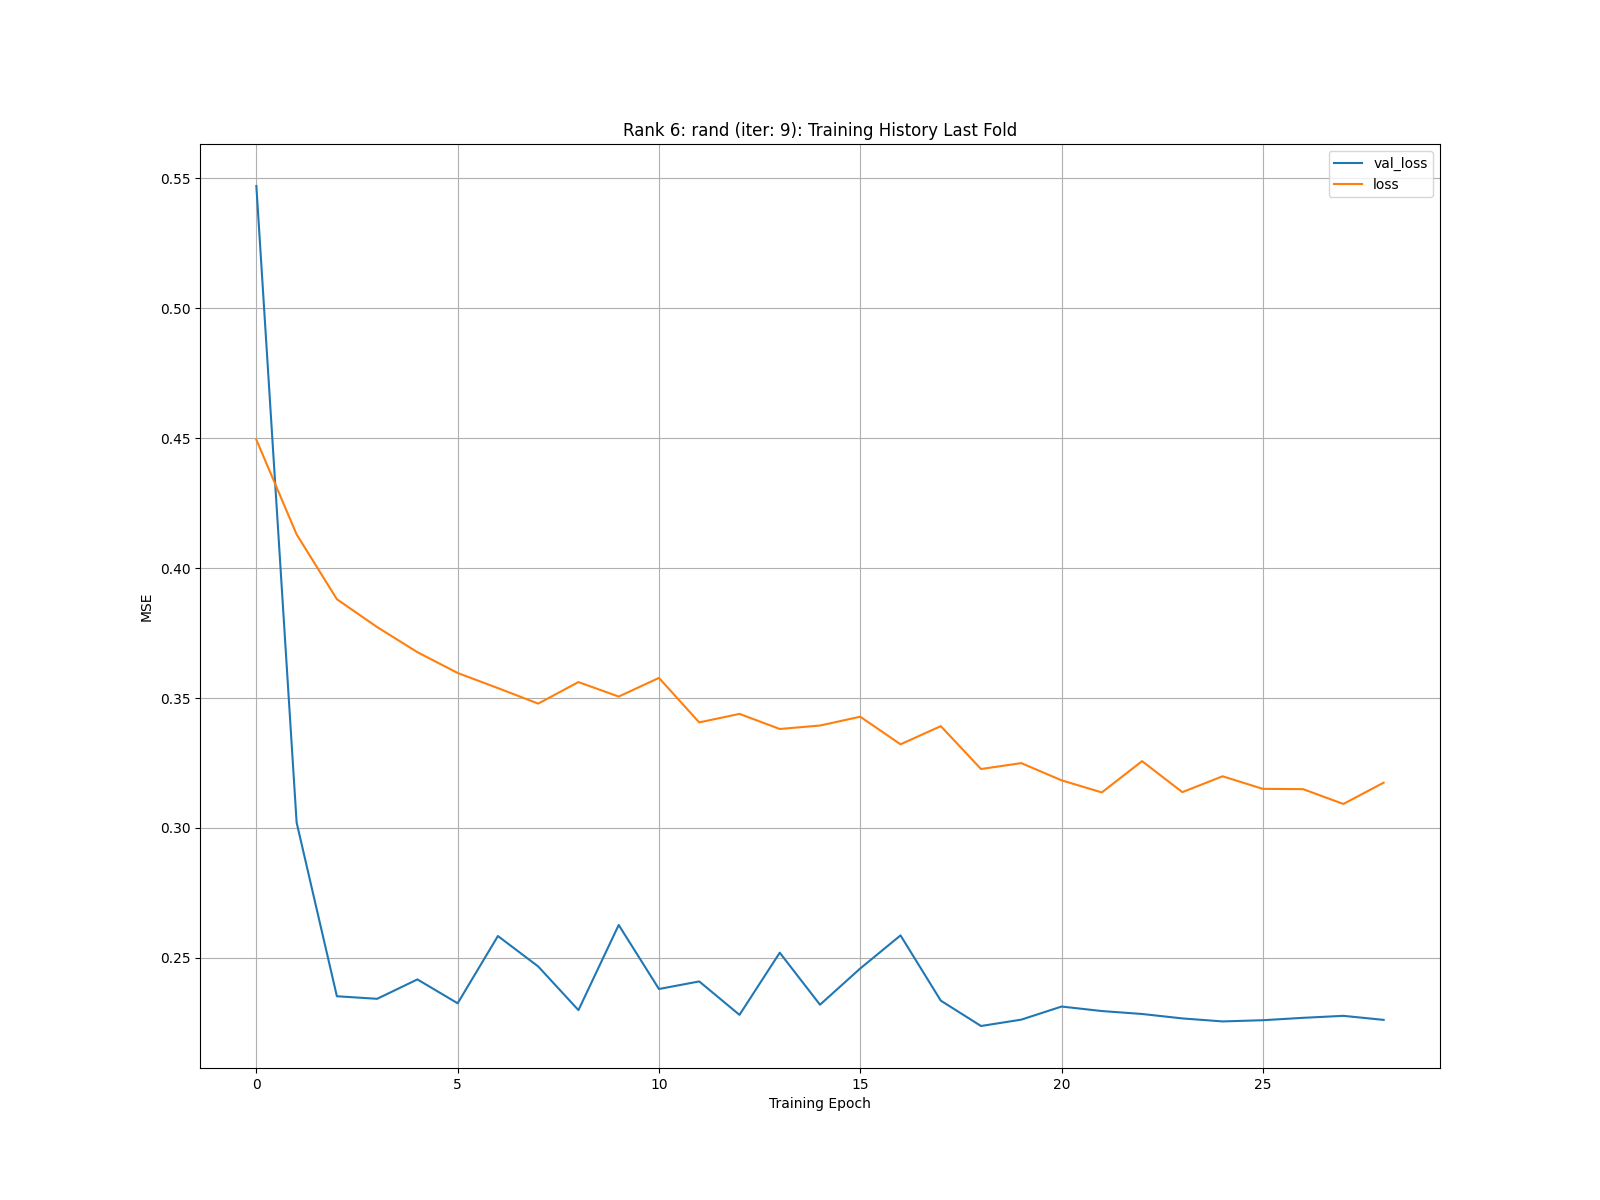 Rank 6: rand (iter: 9): Training History Last Fold
val_loss
loss
0.55
0.50
0.45
0.40
0.35
0.30
0.25
MSE
0 5 10 15 20 25
Training Epoch